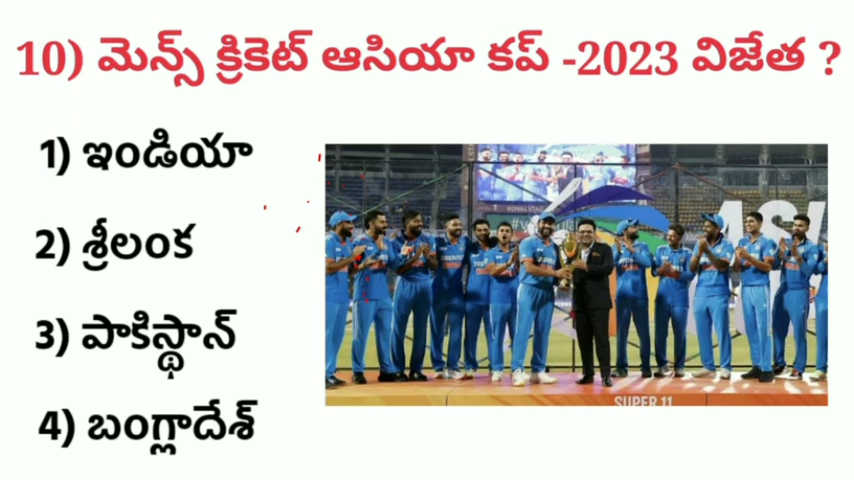 10) మెన్స్ క్రికెట్ ఆసియా కప్ -2023 విజేత ?
1) ఇండియా
2) శ్రీలంక
3) పాకిస్థాన్
4) బంగ్లాదేశ్
SUPER 11